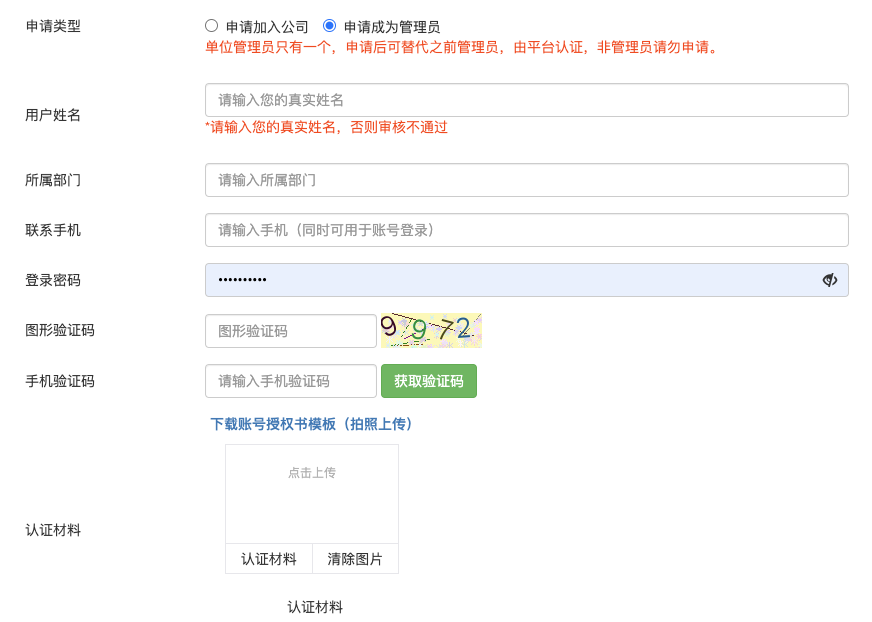 申请类型 申请加入公司 申请成为管理员
单位管理员只有一个，申请后可替代之前管理员，由平台认证，非管理员请勿申请。
用户姓名 请输入您的真实姓名
*请输入您的真实姓名，否则审核不通过
所属部门 请输入所属部门
联系手机 请输入手机（同时可用于账号登录）
登录密码 ••••••••••
图形验证码 图形验证码 9972
手机验证码 请输入手机验证码 获取验证码
下载账号授权书模板（拍照上传）
点击上传
认证材料
认证材料 清除图片
认证材料